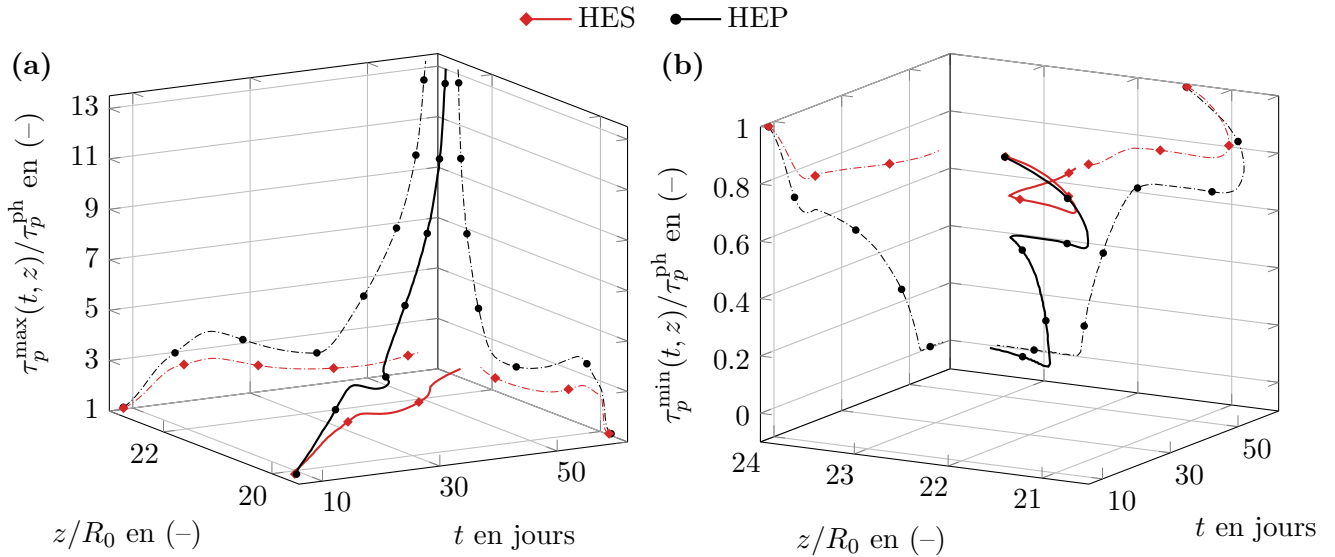 HES HEP
(a)
τ_p^max(t, z)/τ_p^ph en (–)
13
11
9
7
5
3
1
22
20
z/R_0 en (–)
10
30
50
t en jours
(b)
τ_p^min(t, z)/τ_p^ph en (–)
1
0.8
0.6
0.4
0.2
0
24
23
22
21
z/R_0 en (–)
10
30
50
t en jours